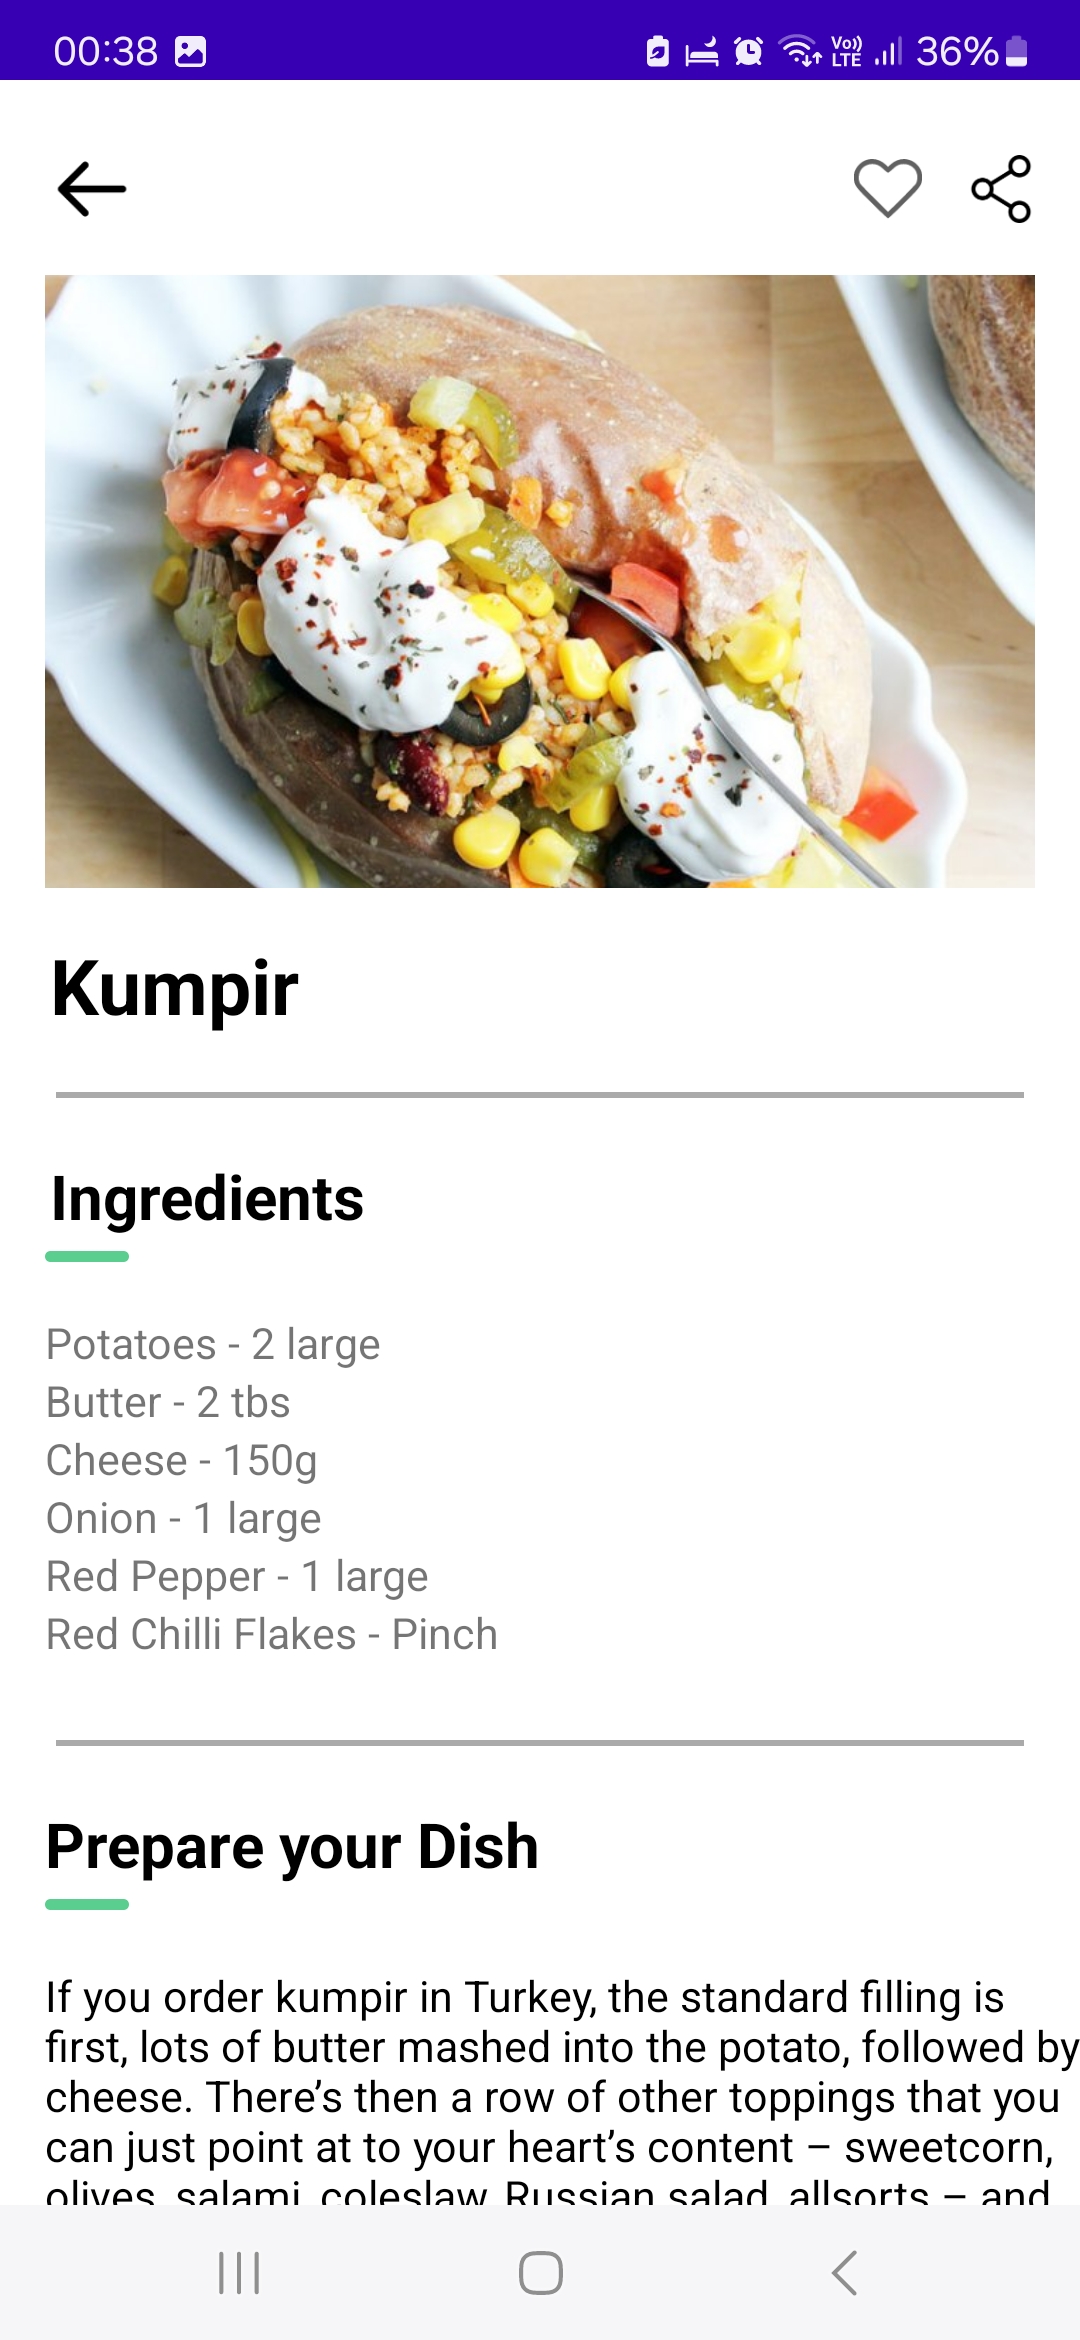 00:38 Vo) LTE 36%
Kumpir
Ingredients
Potatoes - 2 large
Butter - 2 tbs
Cheese - 150g
Onion - 1 large
Red Pepper - 1 large
Red Chilli Flakes - Pinch
Prepare your Dish
If you order kumpir in Turkey, the standard filling is
first, lots of butter mashed into the potato, followed by
cheese. There’s then a row of other toppings that you
can just point at to your heart’s content – sweetcorn,
olives, salami, coleslaw, Russian salad, allsorts – and